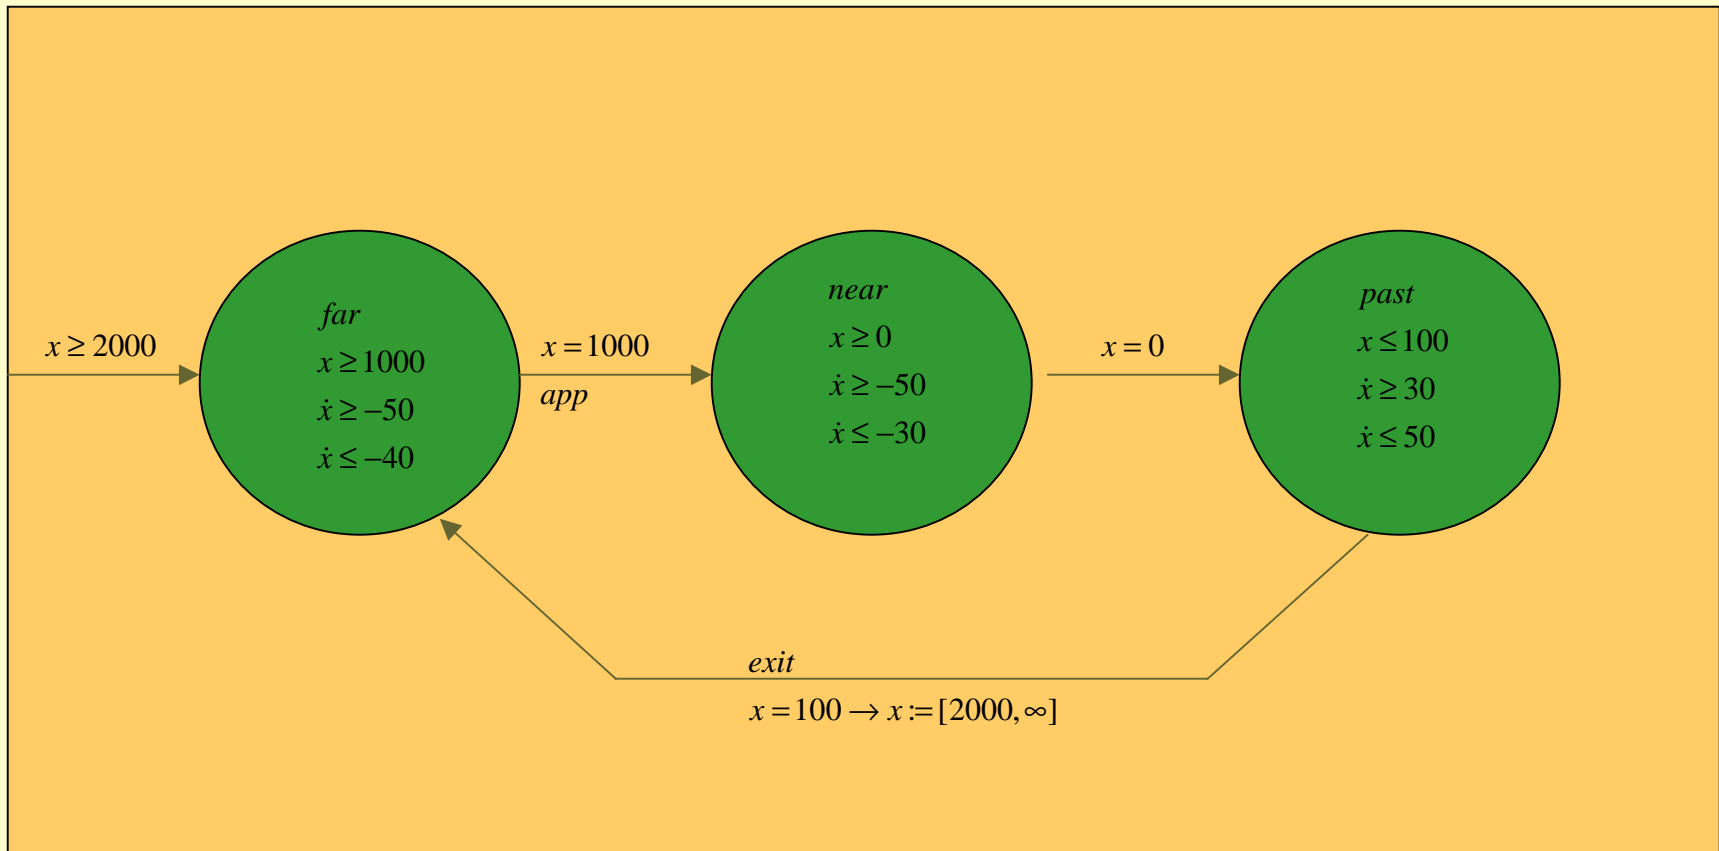 x ≥ 2000
far
x ≥ 1000
ẋ ≥ −50
ẋ ≤ −40
x = 1000
app
near
x ≥ 0
ẋ ≥ −50
ẋ ≤ −30
x = 0
past
x ≤ 100
ẋ ≥ 30
ẋ ≤ 50
exit
x = 100 → x := [2000, ∞]